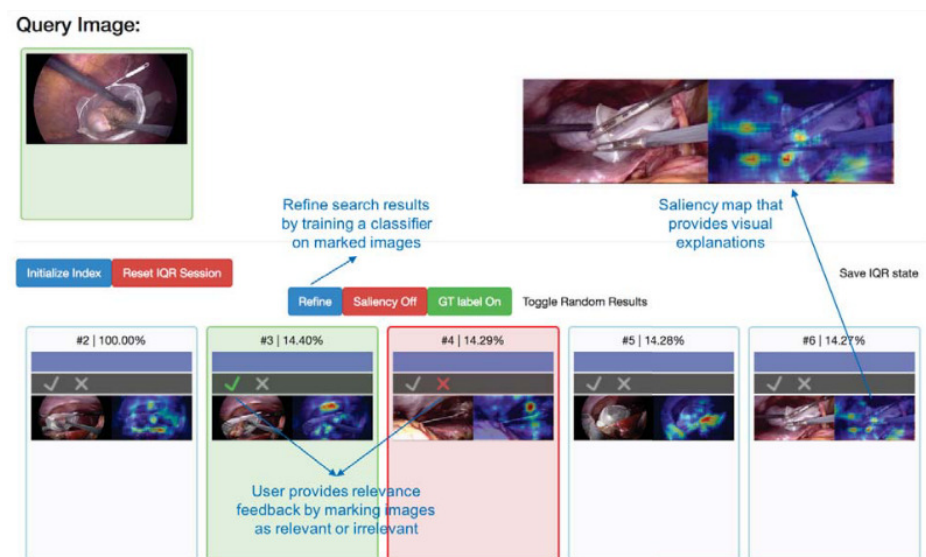 Query Image:
Refine search results
by training a classifier
on marked images
Saliency map that
provides visual
explanations
Initialize Index
Reset IQR Session
Save IQR state
Refine
Saliency Off
GT label On
Toggle Random Results
#2 | 100.00%
#3 | 14.40%
#4 | 14.29%
#5 | 14.28%
#6 | 14.27%
User provides relevance
feedback by marking images
as relevant or irrelevant